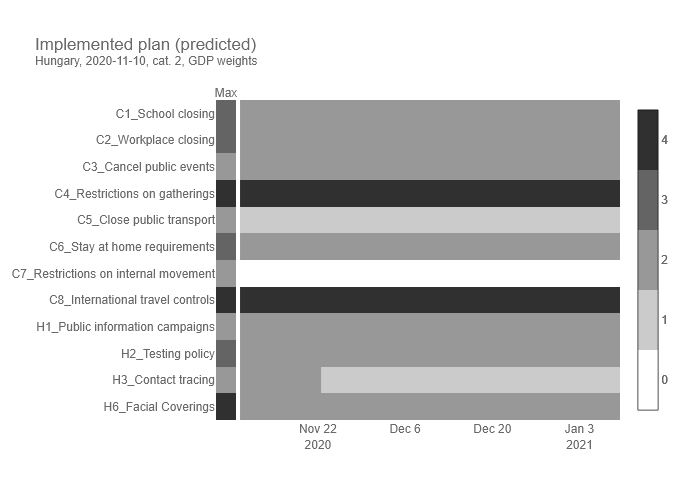 Implemented plan (predicted)
Hungary, 2020-11-10, cat. 2, GDP weights
Max
C1_School closing
C2_Workplace closing
C3_Cancel public events
C4_Restrictions on gatherings
C5_Close public transport
C6_Stay at home requirements
C7_Restrictions on internal movement
C8_International travel controls
H1_Public information campaigns
H2_Testing policy
H3_Contact tracing
H6_Facial Coverings
Nov 22 Dec 6 Dec 20 Jan 3
2020 2021
4
3
2
1
0